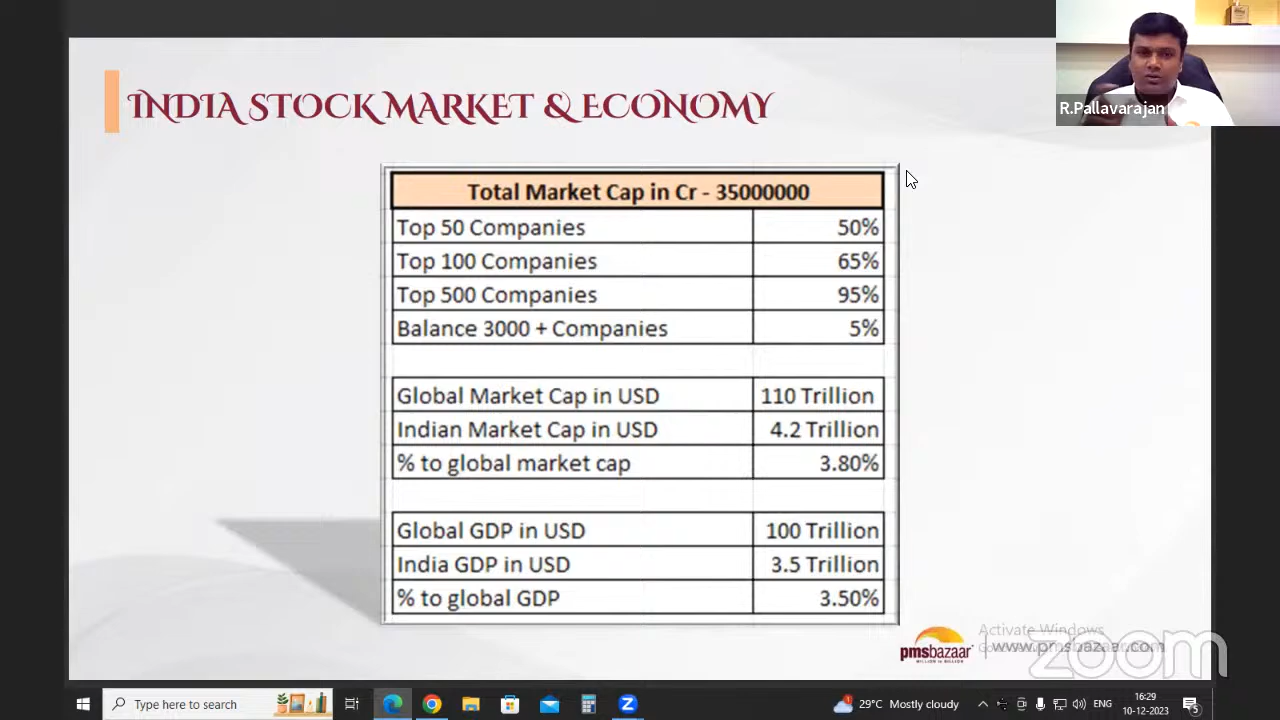 R.Pallavarajan
INDIA STOCK MARKET & ECONOMY
Total Market Cap in Cr - 35000000
Top 50 Companies 50%
Top 100 Companies 65%
Top 500 Companies 95%
Balance 3000 + Companies 5%
Global Market Cap in USD 110 Trillion
Indian Market Cap in USD 4.2 Trillion
% to global market cap 3.80%
Global GDP in USD 100 Trillion
India GDP in USD 3.5 Trillion
% to global GDP 3.50%
Activate Windows
pmsbazaar
MILLION to BILLION
www.pmsbazaar.com
zoom
Type here to search
29°C Mostly cloudy
ENG
16:29
10-12-2023
5